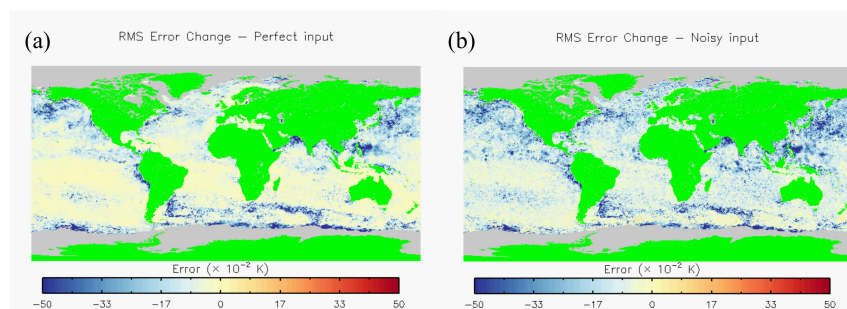 (a)
RMS Error Change – Perfect input
Error (× 10⁻² K)
−50 −33 −17 0 17 33 50
(b)
RMS Error Change – Noisy input
Error (× 10⁻² K)
−50 −33 −17 0 17 33 50